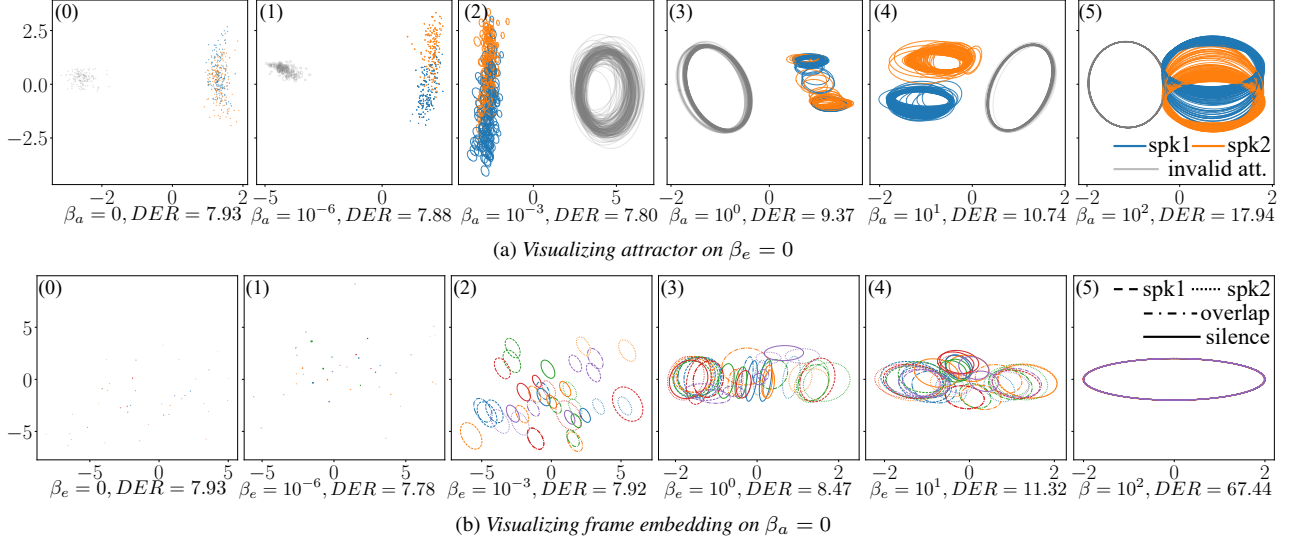 (0) (1) (2) (3) (4) (5)
2.5
0.0
−2.5
spk1 spk2
invalid att.
−2 0 2 −5 0 0 5 −2 0 2 −2 0 2 −2 0 2
β_a = 0, DER = 7.93 β_a = 10^{-6}, DER = 7.88 β_a = 10^{-3}, DER = 7.80 β_a = 10^0, DER = 9.37 β_a = 10^1, DER = 10.74 β_a = 10^2, DER = 17.94
(a) Visualizing attractor on β_e = 0
(0) (1) (2) (3) (4) (5)
spk1 spk2
overlap
silence
5
0
−5
−5 0 5 −5 0 5 −5 0 5 −2 0 2 −2 0 2 −2 0 2
β_e = 0, DER = 7.93 β_e = 10^{-6}, DER = 7.78 β_e = 10^{-3}, DER = 7.92 β_e = 10^0, DER = 8.47 β_e = 10^1, DER = 11.32 β = 10^2, DER = 67.44
(b) Visualizing frame embedding on β_a = 0